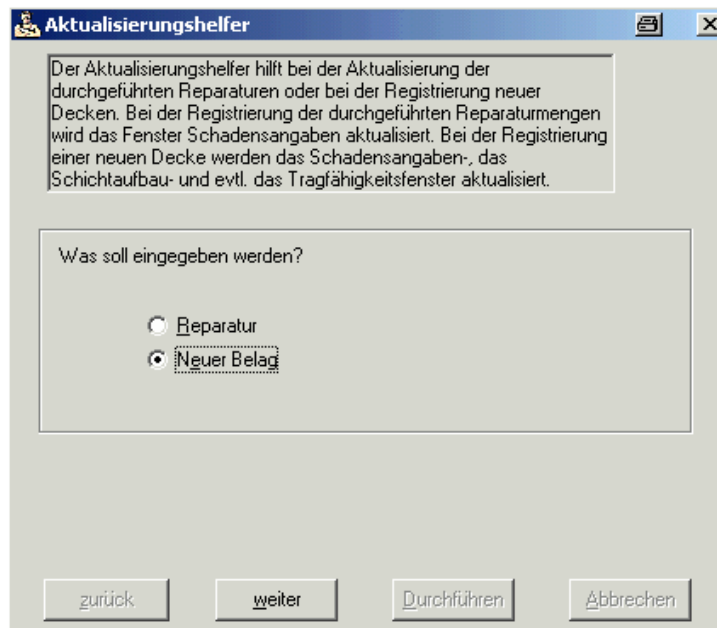 Aktualisierungshelfer
Der Aktualisierungshelfer hilft bei der Aktualisierung der
durchgeführten Reparaturen oder bei der Registrierung neuer
Decken. Bei der Registrierung der durchgeführten Reparaturmengen
wird das Fenster Schadensangaben aktualisiert. Bei der Registrierung
einer neuen Decke werden das Schadensangaben-, das
Schichtaufbau- und evtl. das Tragfähigkeitsfenster aktualisiert.
Was soll eingegeben werden?
Reparatur
Neuer Belag
zurück weiter Durchführen Abbrechen